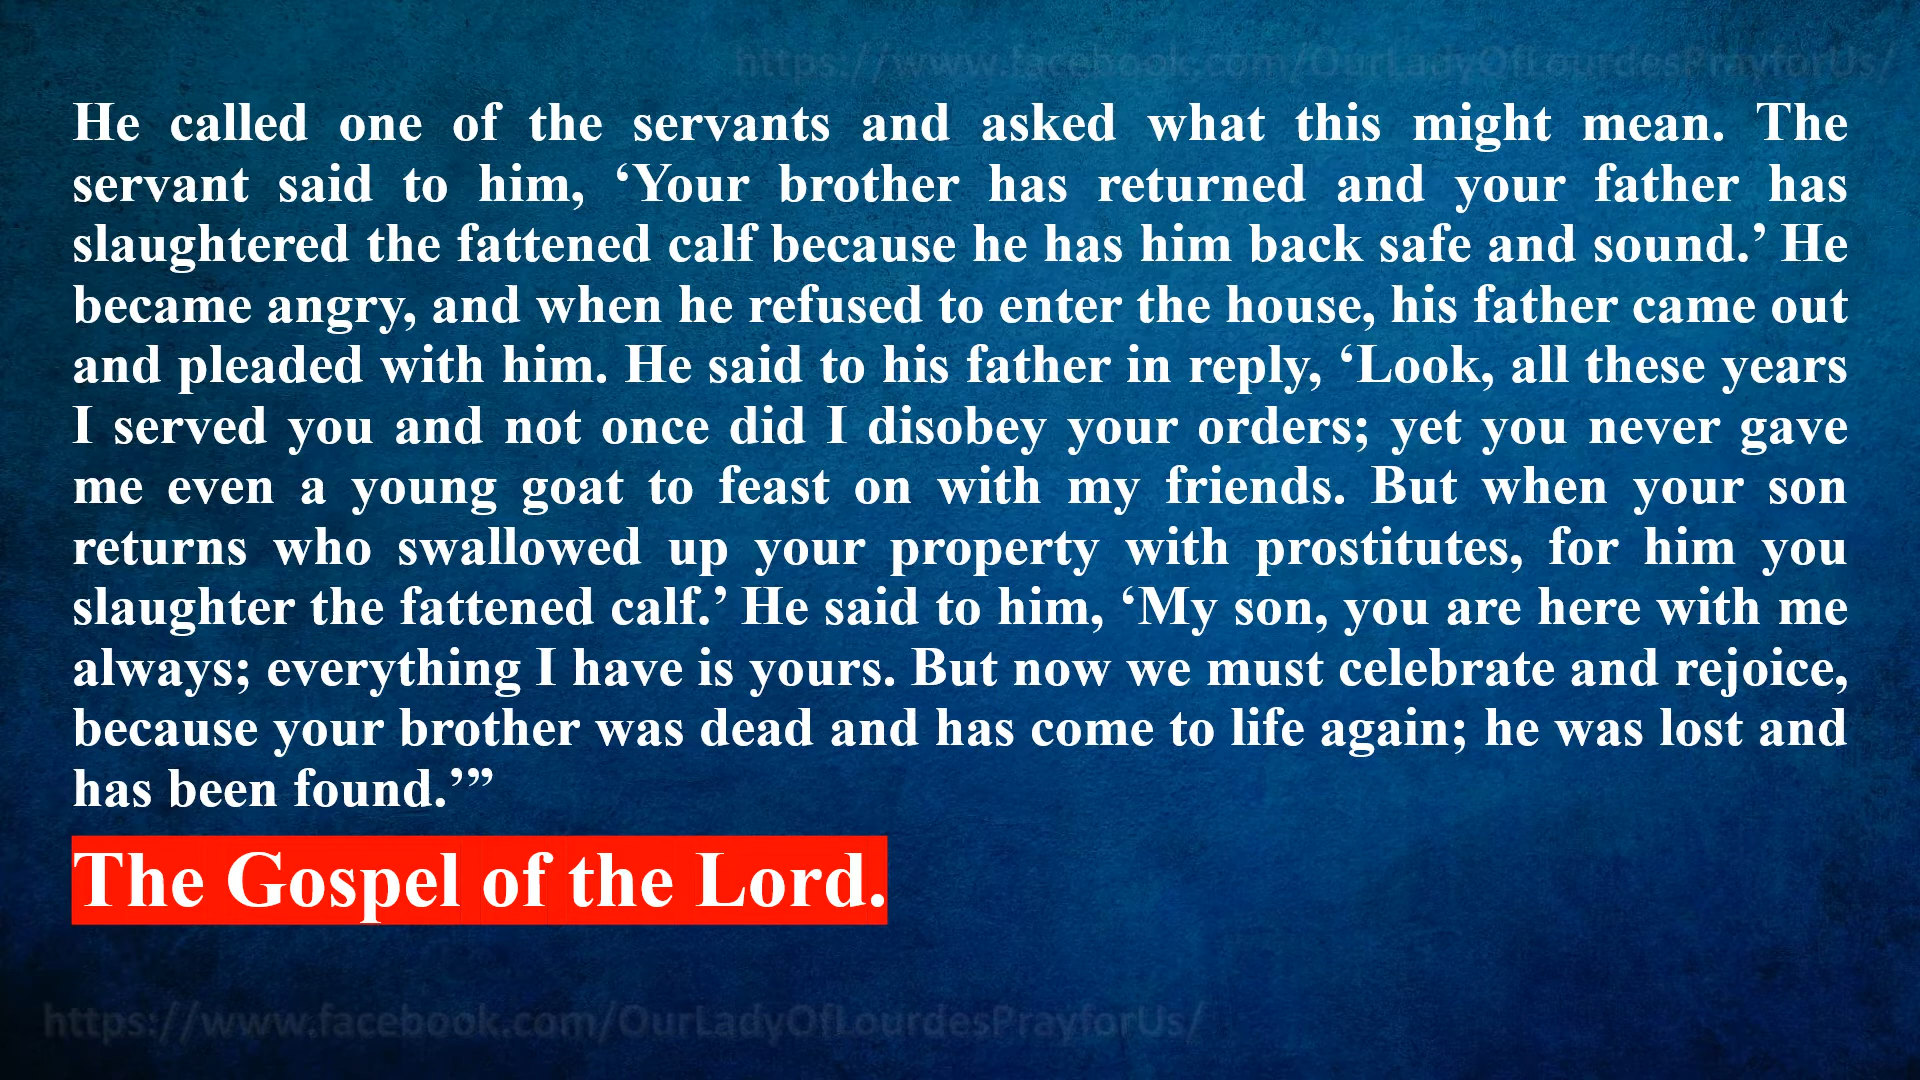 https://www.facebook.com/OurLadyOfLourdesPrayforUs/
He called one of the servants and asked what this might mean. The
servant said to him, ‘Your brother has returned and your father has
slaughtered the fattened calf because he has him back safe and sound.’ He
became angry, and when he refused to enter the house, his father came out
and pleaded with him. He said to his father in reply, ‘Look, all these years
I served you and not once did I disobey your orders; yet you never gave
me even a young goat to feast on with my friends. But when your son
returns who swallowed up your property with prostitutes, for him you
slaughter the fattened calf.’ He said to him, ‘My son, you are here with me
always; everything I have is yours. But now we must celebrate and rejoice,
because your brother was dead and has come to life again; he was lost and
has been found.’”
The Gospel of the Lord.
https://www.facebook.com/OurLadyOfLourdesPrayforUs/